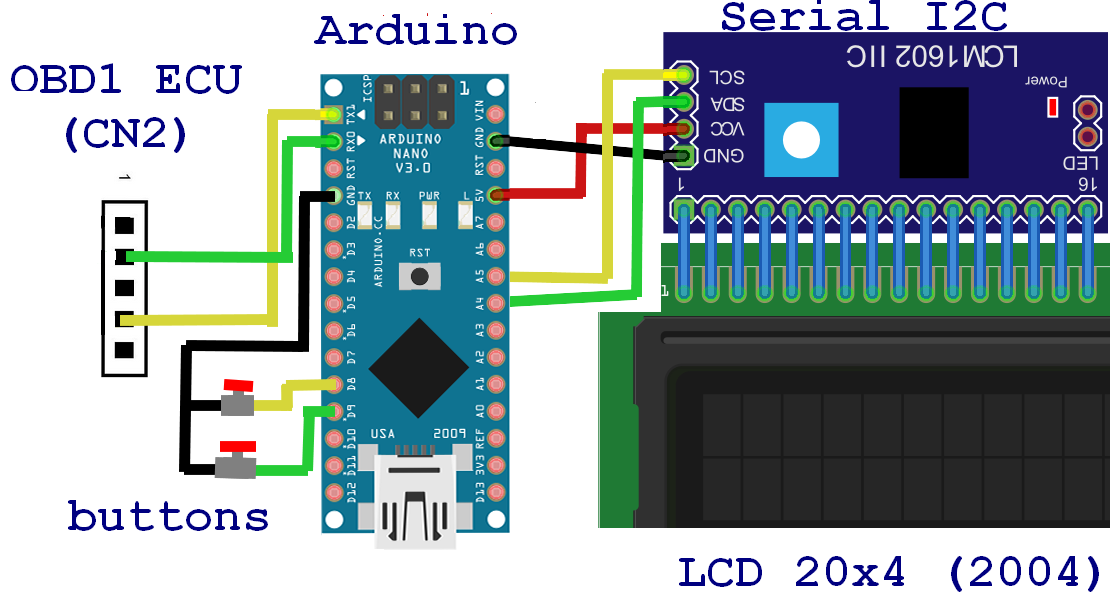 Arduino
Serial I2C
OBD1 ECU
(CN2)
1
ICSP
1
TX1
RX0
RST
GND
D2
D3
D4
D5
D6
D7
D8
D9
D10
D11
D12
ARDUINO
NANO
V3.0
TX RX PWR L
ARDUINO.CC
RST
USA 2009
VIN
GND
RST
5V
A7
A6
A5
A4
A3
A2
A1
A0
REF
3V3
D13
LCM1602 IIC
SCL
SDA
VCC
GND
Power
LED
1
16
1
buttons
LCD 20x4 (2004)